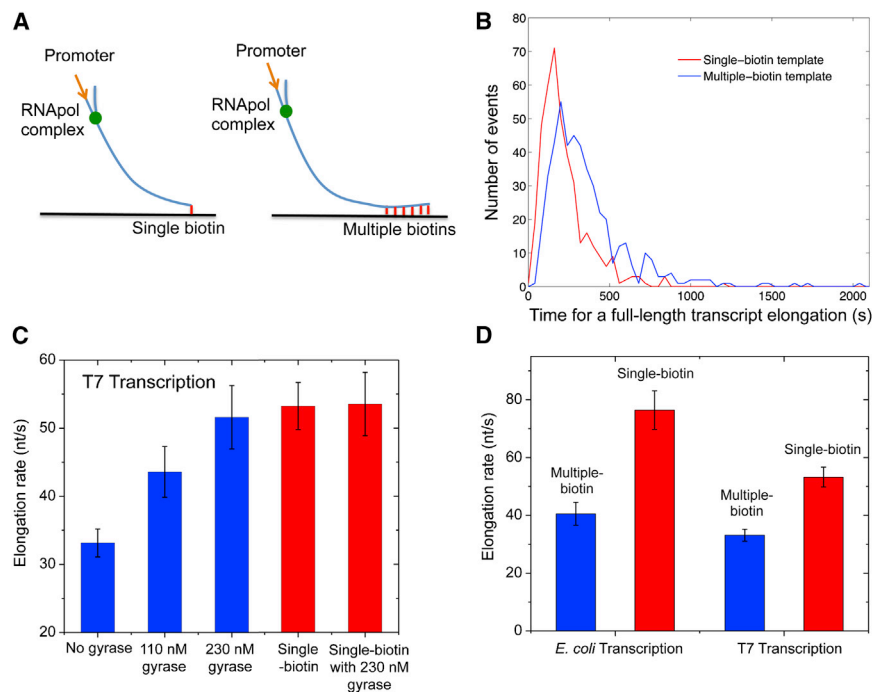 A
Promoter
RNApol
complex
Single biotin
Promoter
RNApol
complex
Multiple biotins
B
80
70
60
50
40
30
20
10
0
Number of events
Single-biotin template
Multiple-biotin template
0
500
1000
1500
2000
Time for a full-length transcript elongation (s)
C
60
50
40
30
20
Elongation rate (nt/s)
T7 Transcription
No gyrase
110 nM
gyrase
230 nM
gyrase
Single
-biotin
Single-biotin
with 230 nM
gyrase
D
80
60
40
20
0
Elongation rate (nt/s)
Multiple-
biotin
Single-biotin
Multiple-
biotin
Single-biotin
E. coli Transcription
T7 Transcription